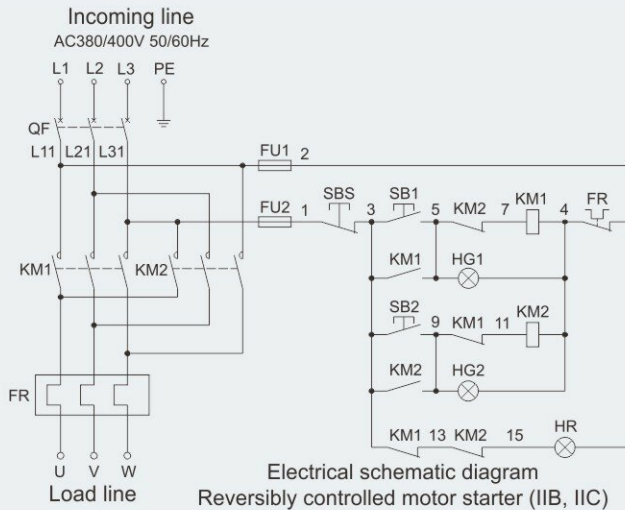 Incoming line
AC380/400V 50/60Hz
L1 L2 L3 PE
QF
L11 L21 L31
FU1 2
FU2 1 SBS 3 SB1 5 KM2 7 KM1 4 FR
KM1 KM2
KM1 HG1
SB2 9 KM1 11 KM2
KM2 HG2
FR
KM1 13 KM2 15 HR
U V W
Load line
Electrical schematic diagram
Reversibly controlled motor starter (IIB, IIC)